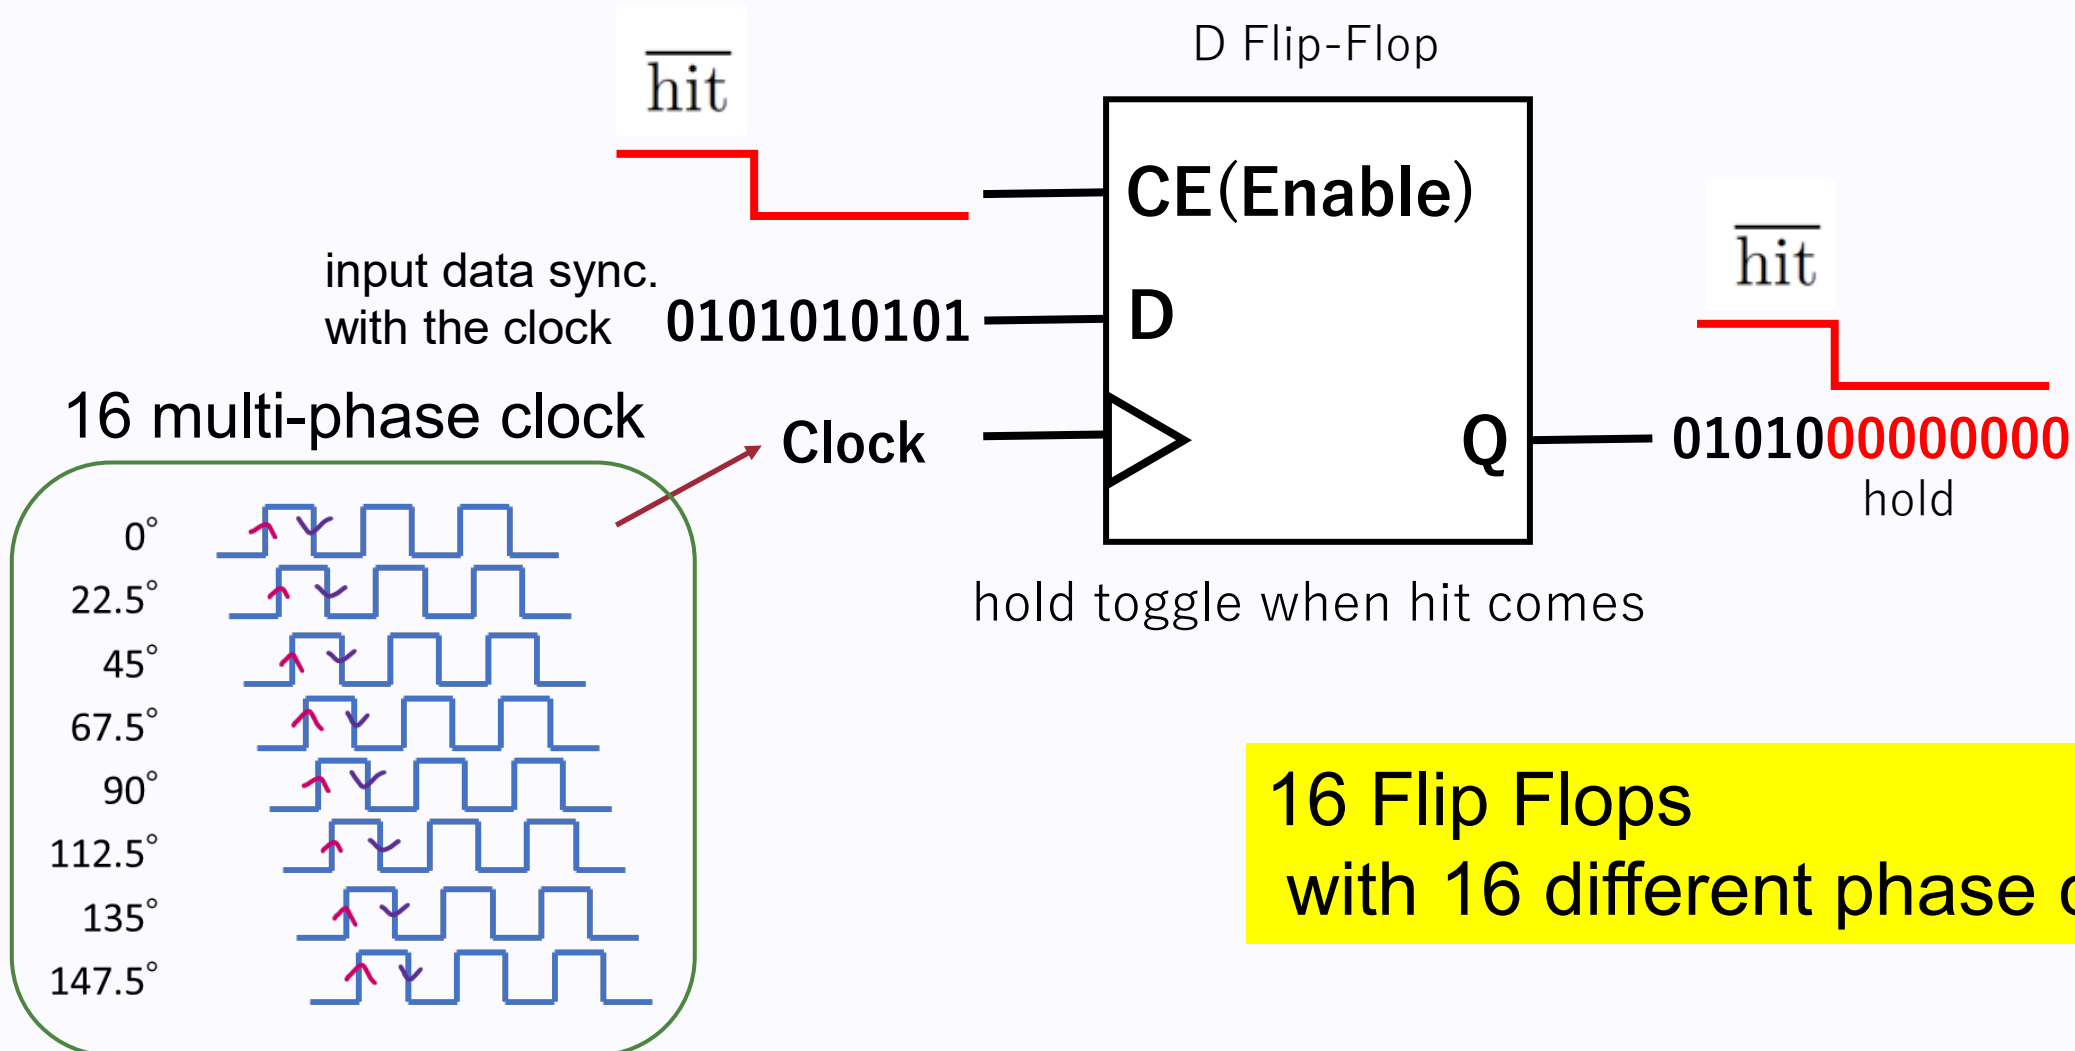 D Flip-Flop
hit
CE(Enable)
input data sync.
with the clock
0101010101
D
hit
16 multi-phase clock
Clock
Q
0101000000000
hold
0°
22.5°
45°
67.5°
90°
112.5°
135°
147.5°
hold toggle when hit comes
16 Flip Flops
with 16 different phase